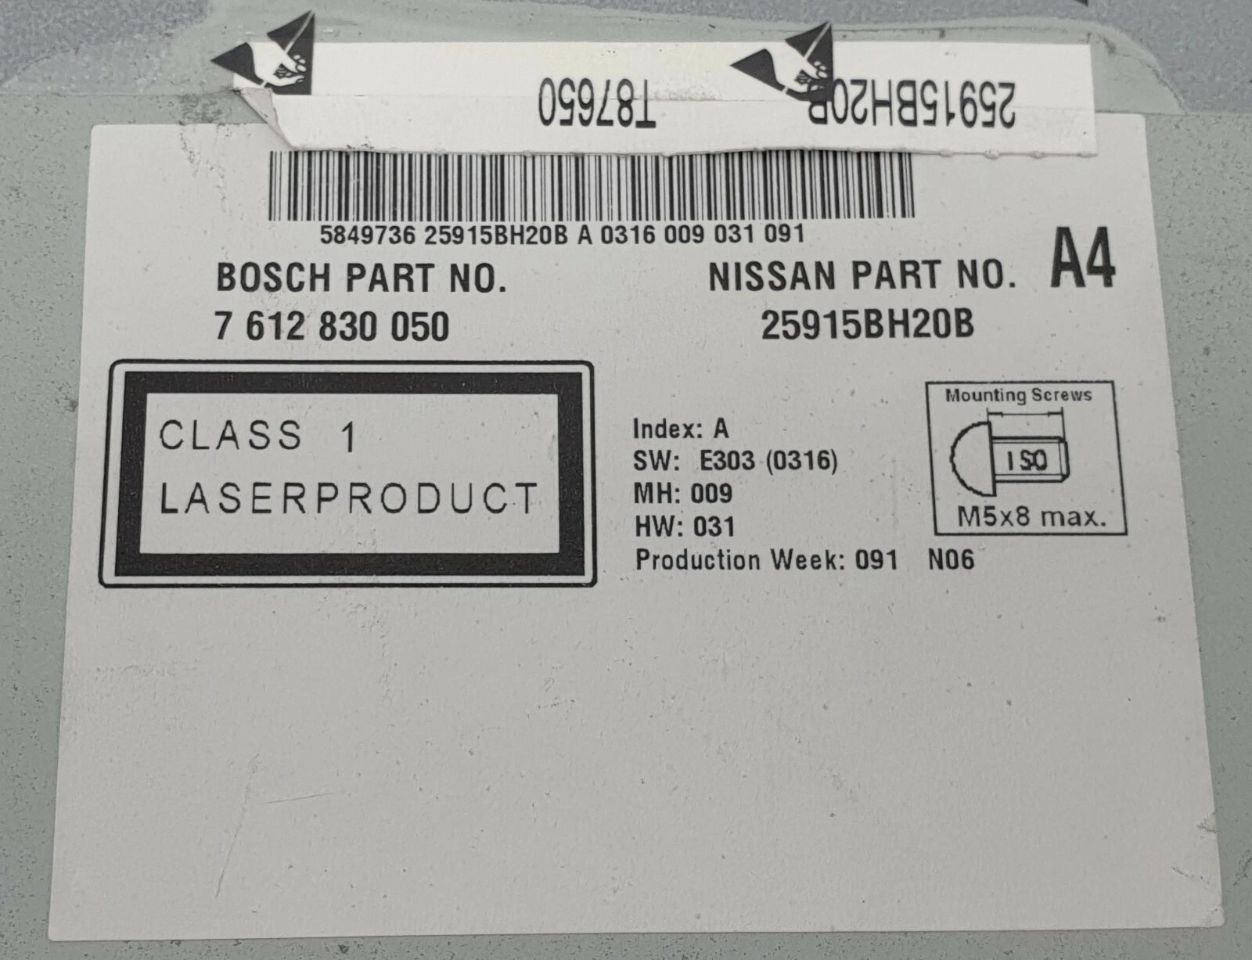 T87650 25915BH20B
5849736 25915BH20B A 0316 009 031 091
BOSCH PART NO.
7 612 830 050
NISSAN PART NO. A4
25915BH20B
CLASS 1
LASERPRODUCT
Index: A
SW: E303 (0316)
MH: 009
HW: 031
Production Week: 091 N06
Mounting Screws
ISO
M5x8 max.